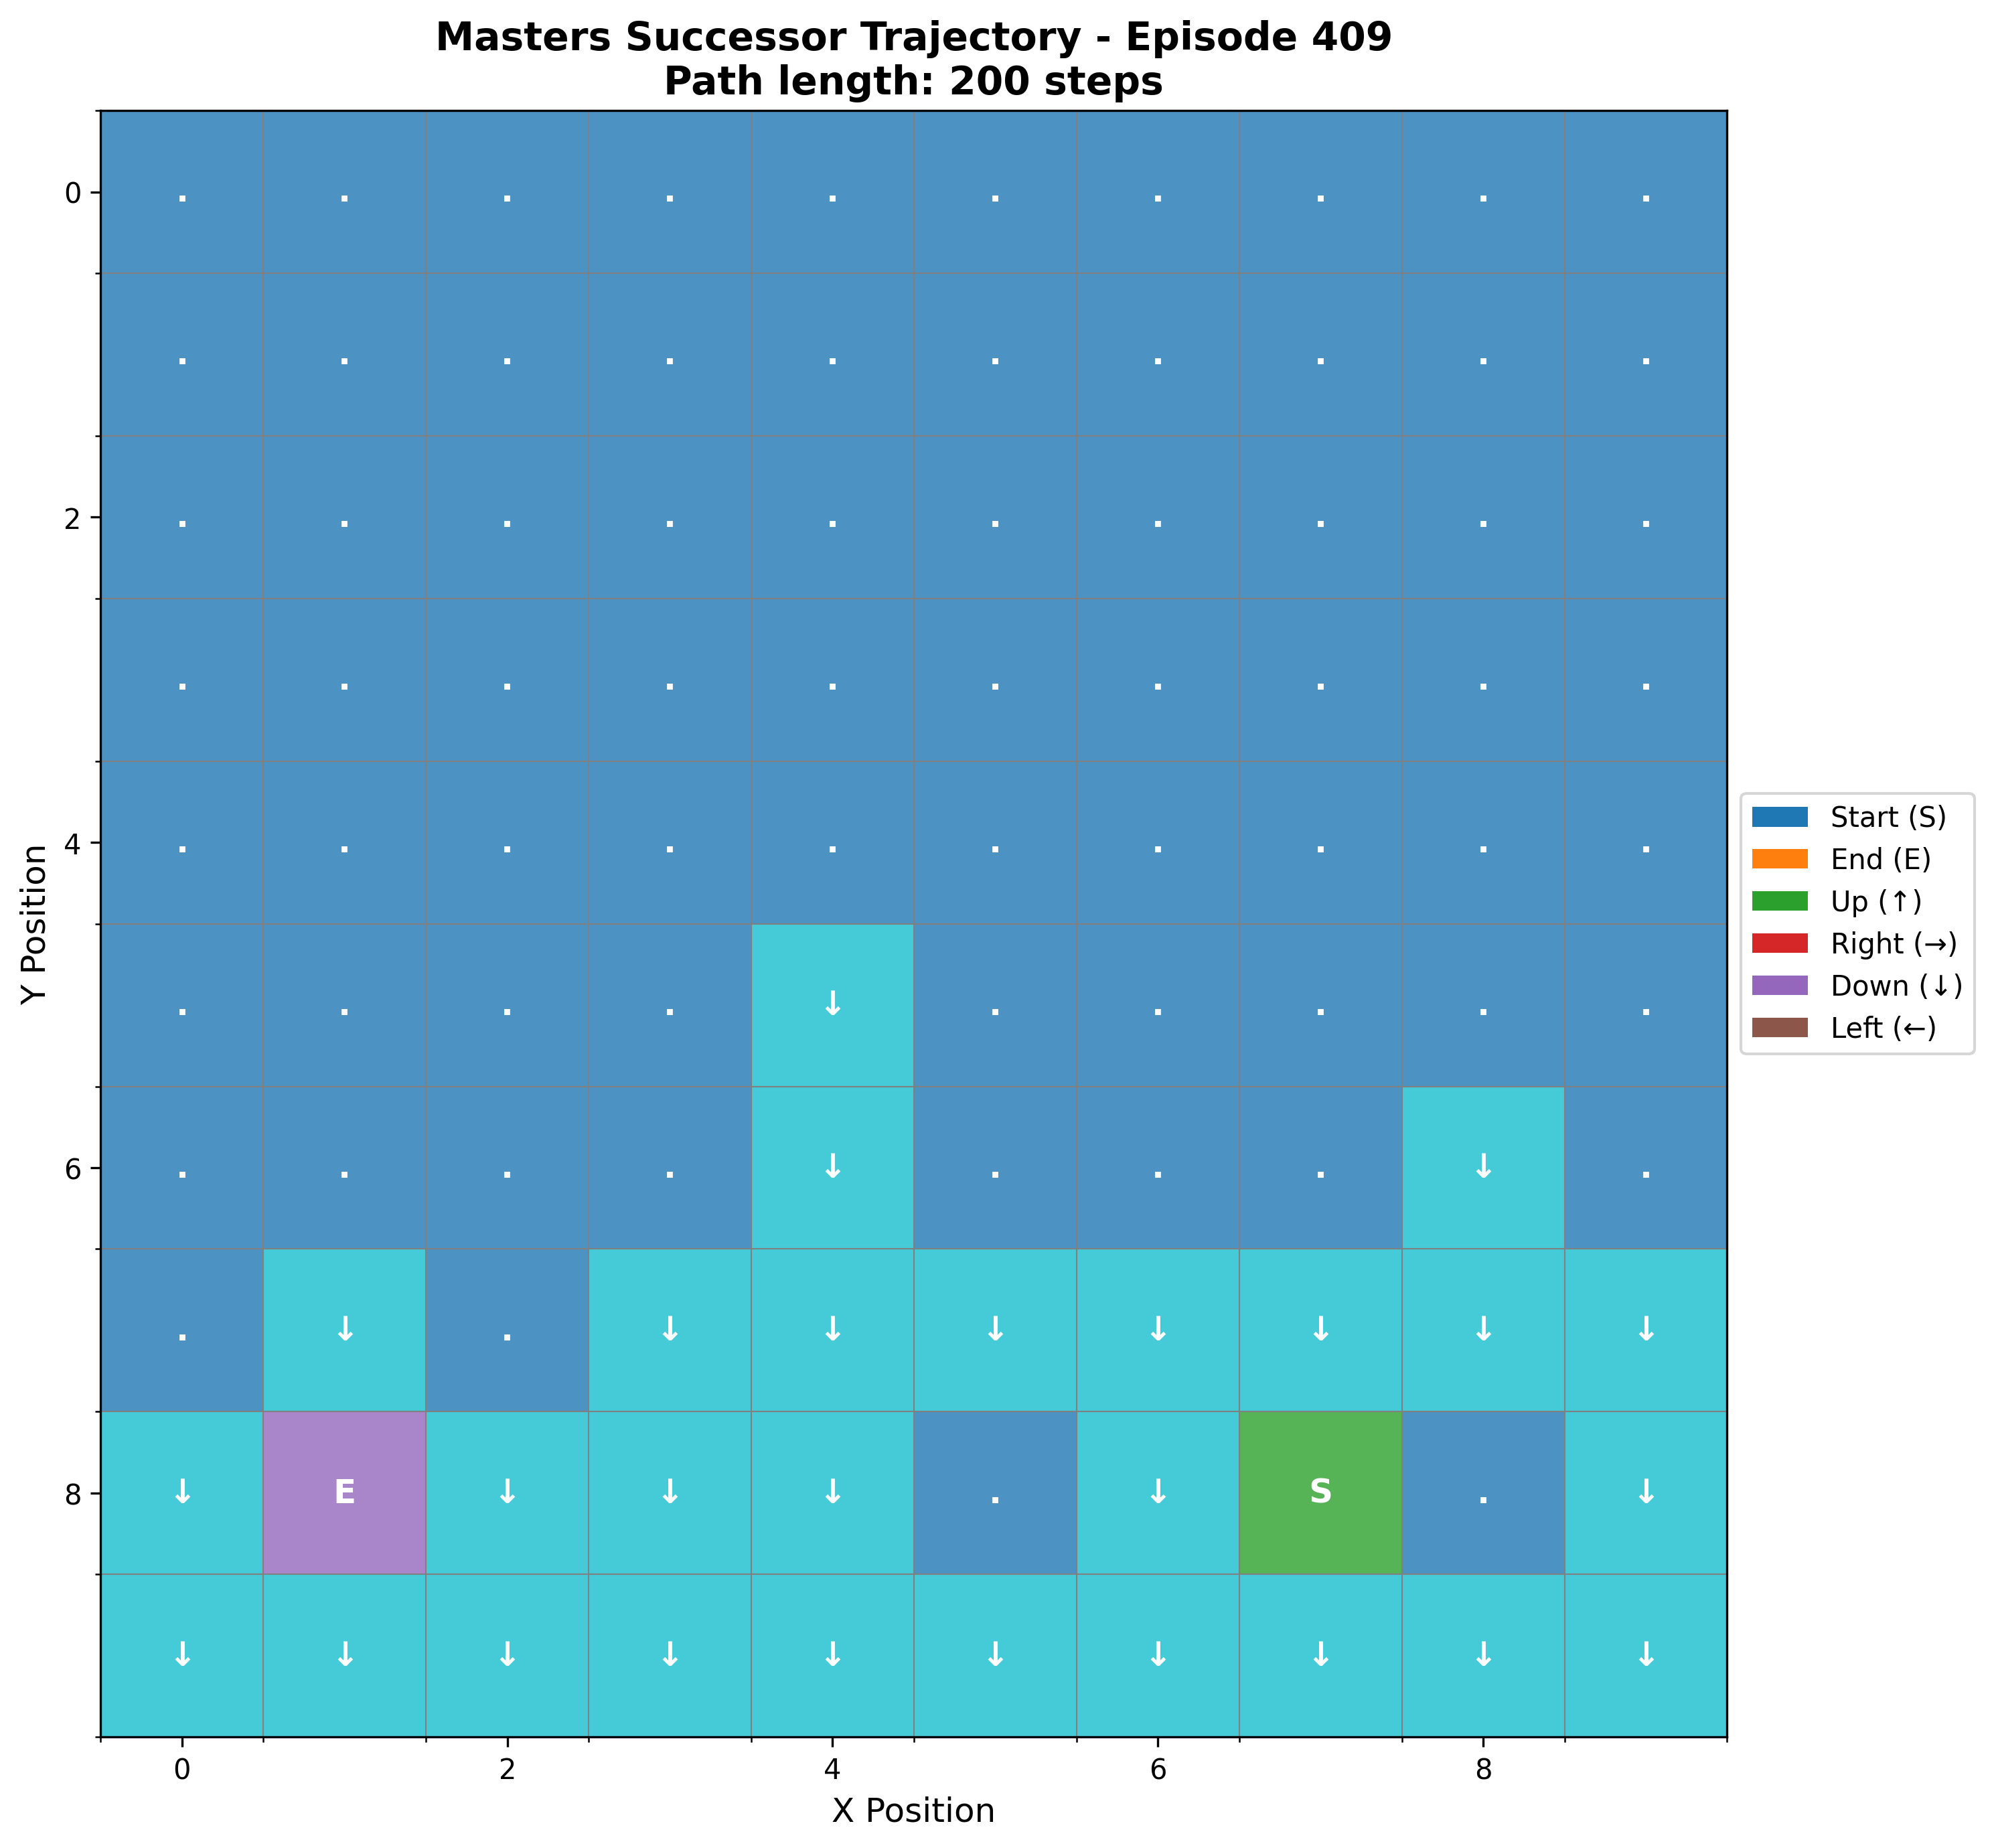 Masters Successor Trajectory - Episode 409
Path length: 200 steps
0 . . . . . . . . . .
. . . . . . . . . .
2 . . . . . . . . . .
. . . . . . . . . .
4 . . . . . . . . . .
. . . . ↓ . . . . .
6 . . . . ↓ . . . ↓ .
. ↓ . ↓ ↓ ↓ ↓ ↓ ↓ ↓
8 ↓ E ↓ ↓ ↓ . ↓ S . ↓
↓ ↓ ↓ ↓ ↓ ↓ ↓ ↓ ↓ ↓
0 2 4 6 8
X Position
Y Position
Start (S)
End (E)
Up (↑)
Right (→)
Down (↓)
Left (←)